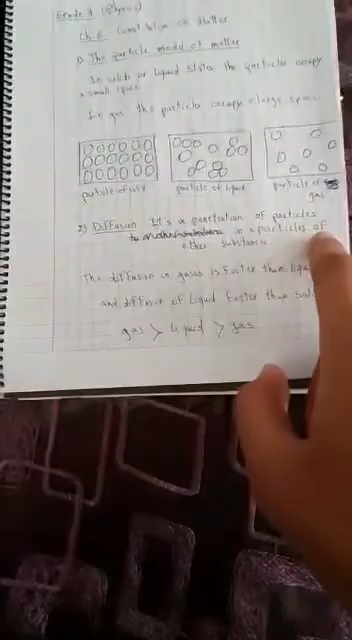 Grade 9 (Physics)
Ch. 6 Constitution of Matter
1) The particle model of matter
In solids or liquid states the particles occupy
a small space.
In gas the particles occupy a large space.
particle of solid particle of liquid particle of gas
2) Diffusion It's a penetration of particles
in a particles of
other substance
The diffusion in gases is faster than liquid
and diffusion of liquid faster than solid
gas > liquid > gas